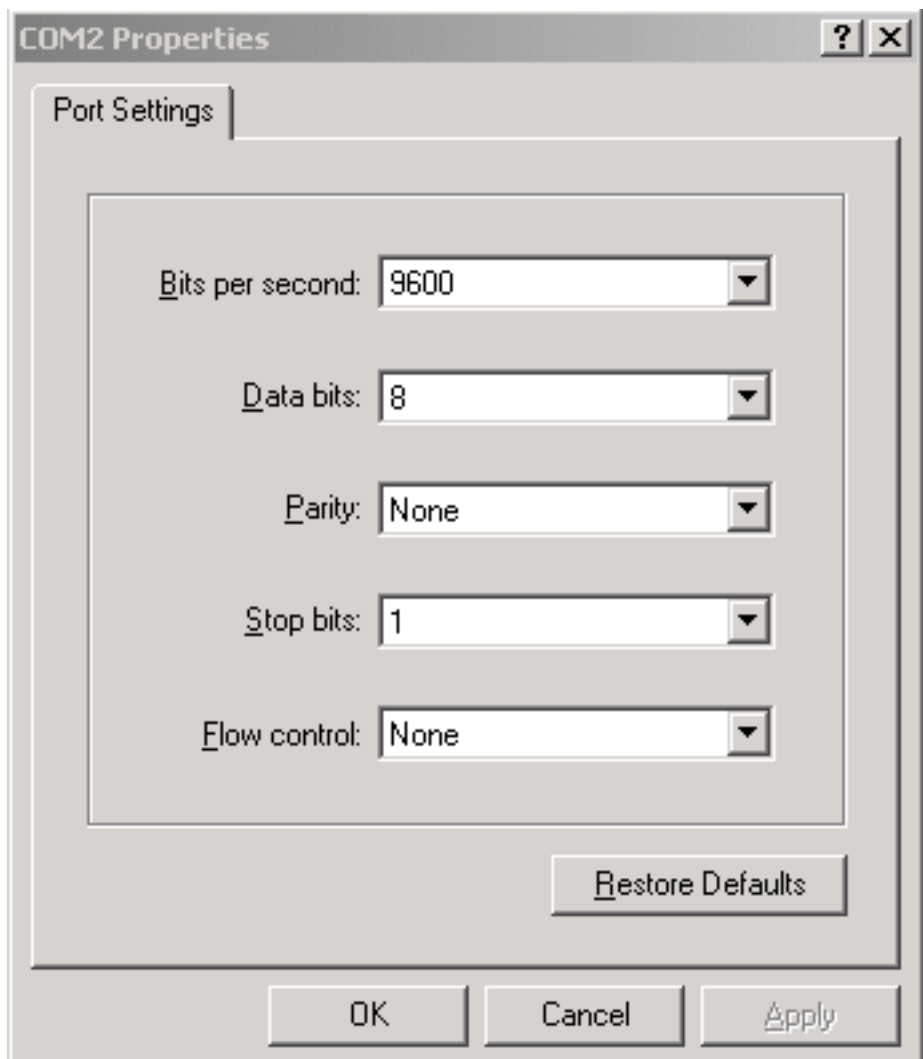 COM2 Properties
Port Settings
Bits per second: 9600
Data bits: 8
Parity: None
Stop bits: 1
Flow control: None
Restore Defaults
OK Cancel Apply